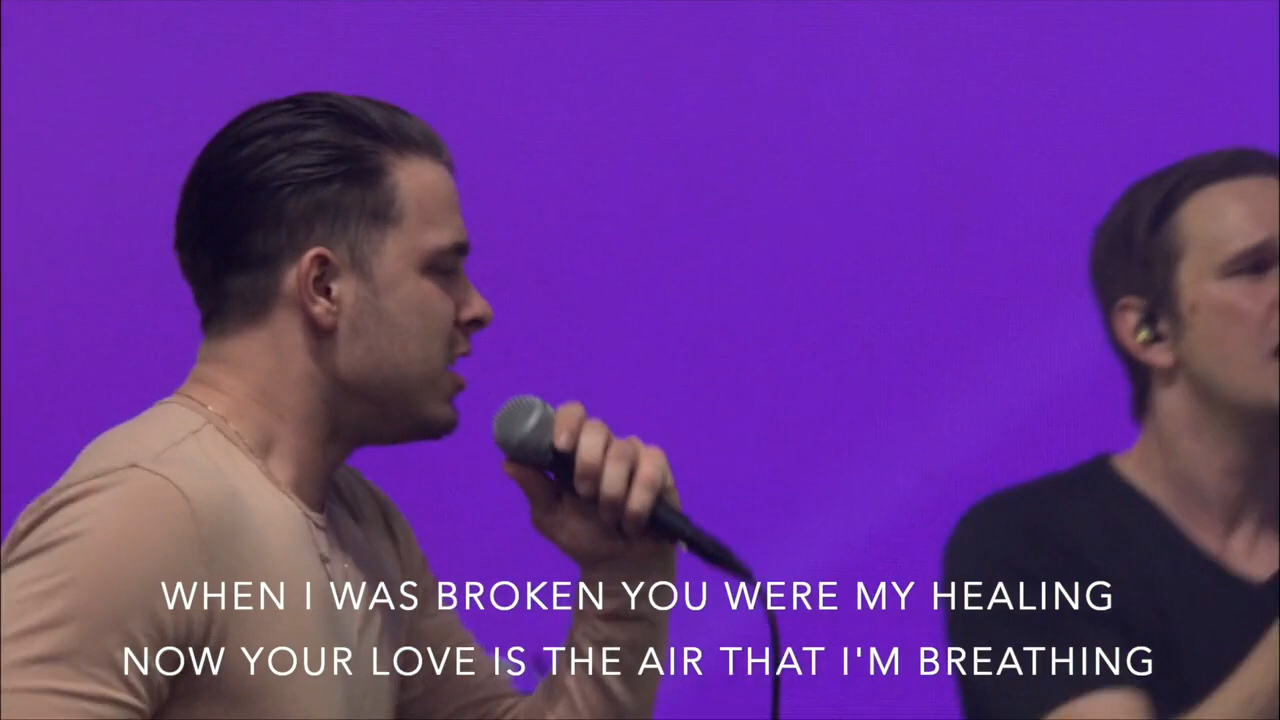 WHEN I WAS BROKEN YOU WERE MY HEALING
NOW YOUR LOVE IS THE AIR THAT I'M BREATHING